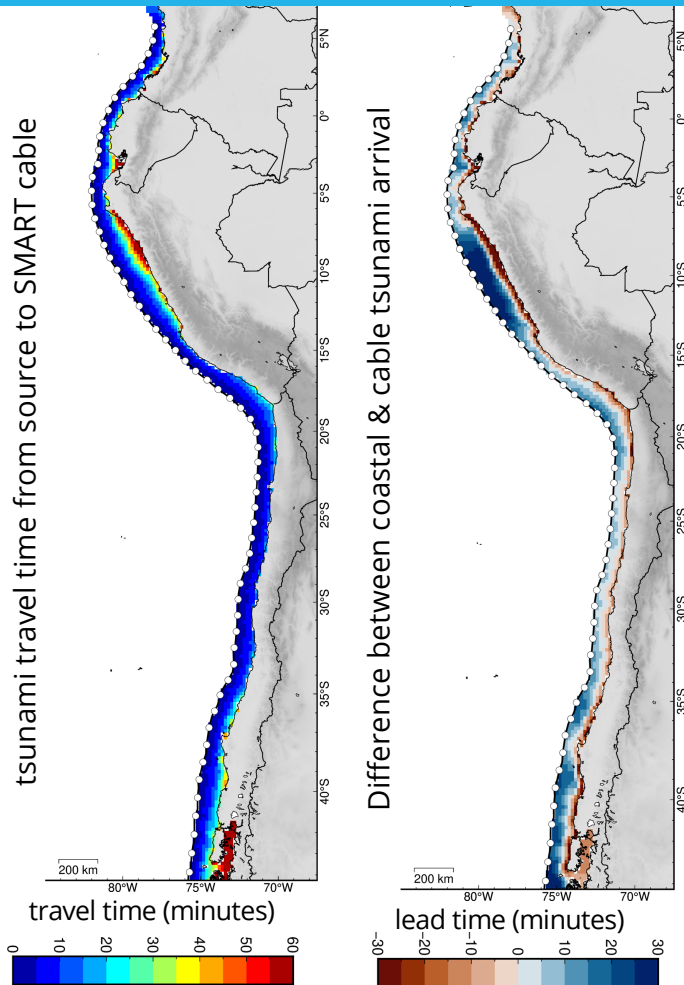 tsunami travel time from source to SMART cable
5°N
0°
5°S
10°S
15°S
20°S
25°S
30°S
35°S
40°S
200 km
80°W
75°W
70°W
travel time (minutes)
0
10
20
30
40
50
60
Difference between coastal & cable tsunami arrival
5°N
0°
5°S
10°S
15°S
20°S
25°S
30°S
35°S
40°S
200 km
80°W
75°W
70°W
lead time (minutes)
-30
-20
-10
0
10
20
30